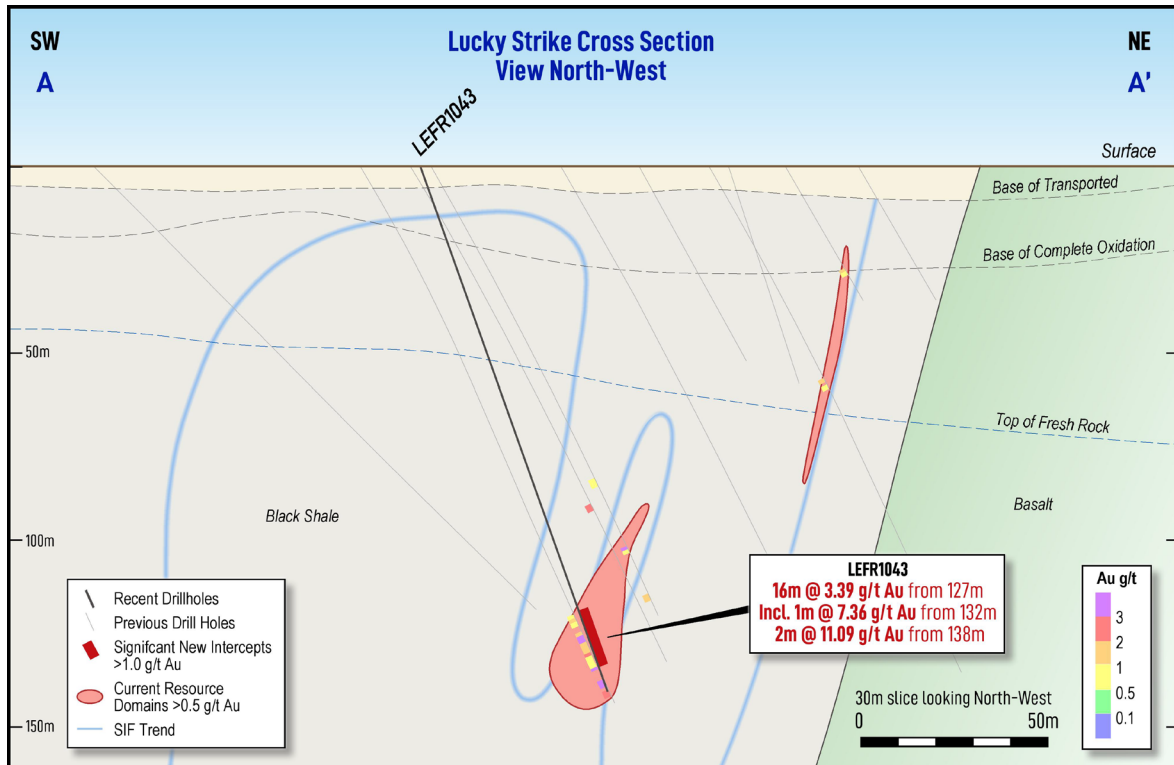 SW
Lucky Strike Cross Section
NE
A
View North-West
A'
LEFR1043
Surface
Base of Transported
Base of Complete Oxidation
50m
Top of Fresh Rock
Black Shale
Basalt
100m
LEFR1043
16m @ 3.39 g/t Au from 127m
Incl. 1m @ 7.36 g/t Au from 132m
2m @ 11.09 g/t Au from 138m
Recent Drillholes
Previous Drill Holes
Signifcant New Intercepts
>1.0 g/t Au
Current Resource
Domains >0.5 g/t Au
SIF Trend
150m
30m slice looking North-West
0
50m
Au g/t
3
2
1
0.5
0.1